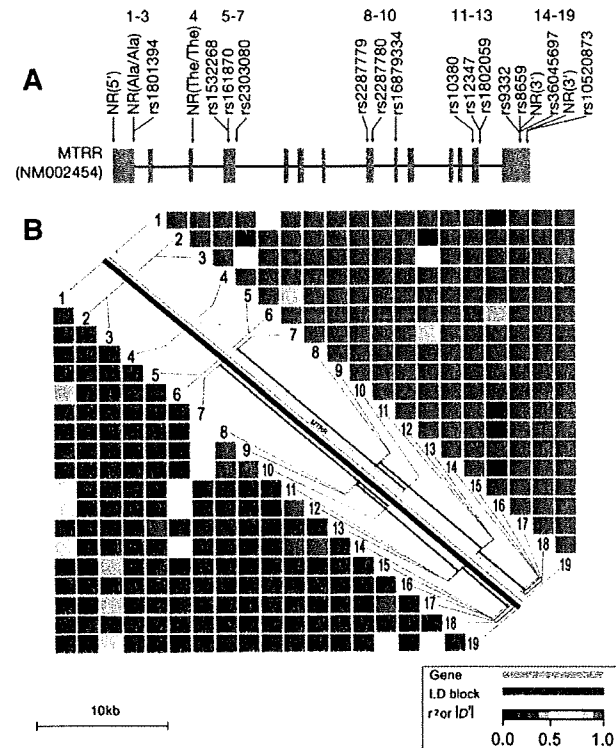 1-3 4 5-7 8-10 11-13 14-19
A
NR(5')
NR(Ala/Ala)
rs1801394
NR(The/The)
rs1532268
rs161870
rs2303080
rs2287779
rs2287780
rs16879334
rs10380
rs12347
rs1802059
rs9332
rs8659
NR(3')
rs36045697
NR(3')
rs10520873
MTRR
(NM002454)
B
1
2
3
4
5
6
7
8
9
10
11
12
13
14
15
16
17
18
19
MTRR
1
2
3
4
5
6
7
8
9
10
11
12
13
14
15
16
17
18
19
10kb
Gene
LD block
r² or |D'|
0.0 0.5 1.0